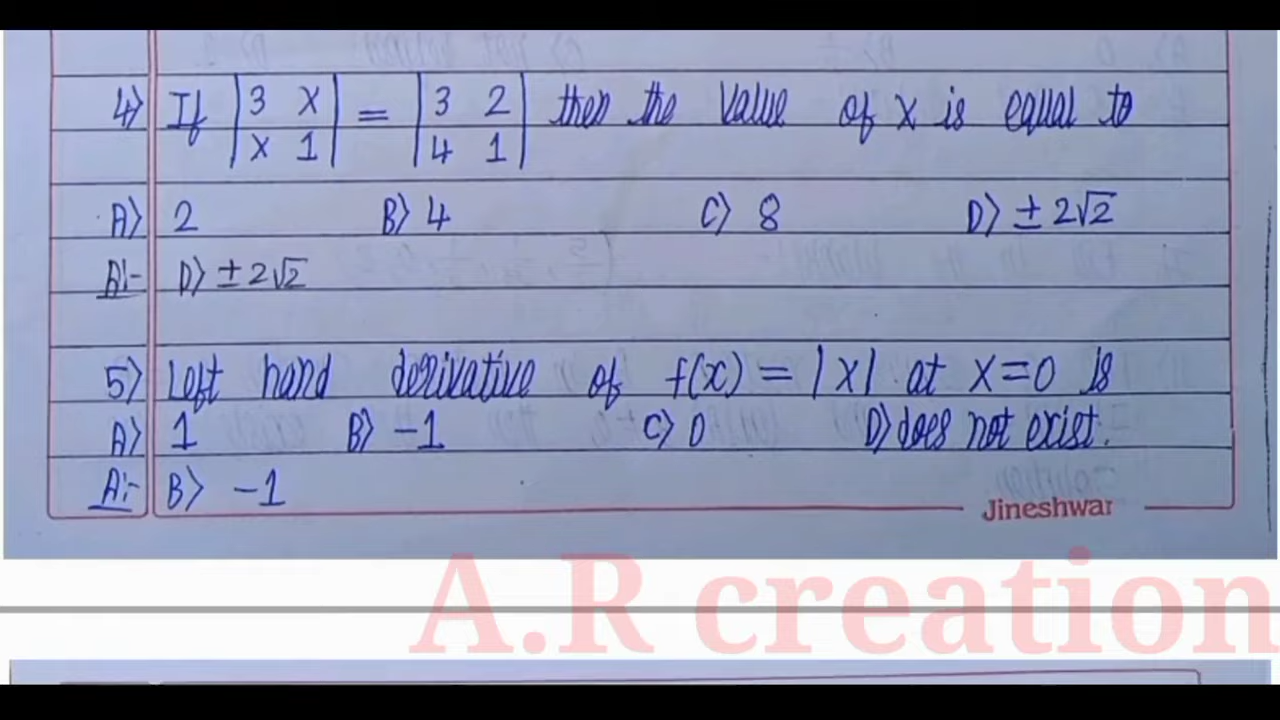 4) If |3 x| = |3 2| then the value of x is equal to
|x 1| |4 1|
A) 2 B) 4 C) 8 D) ± 2√2
A:- D) ± 2√2
5) Left hand derivative of f(x) = |x| at x=0 is
A) 1 B) -1 C) 0 D) does not exist.
A:- B) -1
Jineshwar
A.R creation